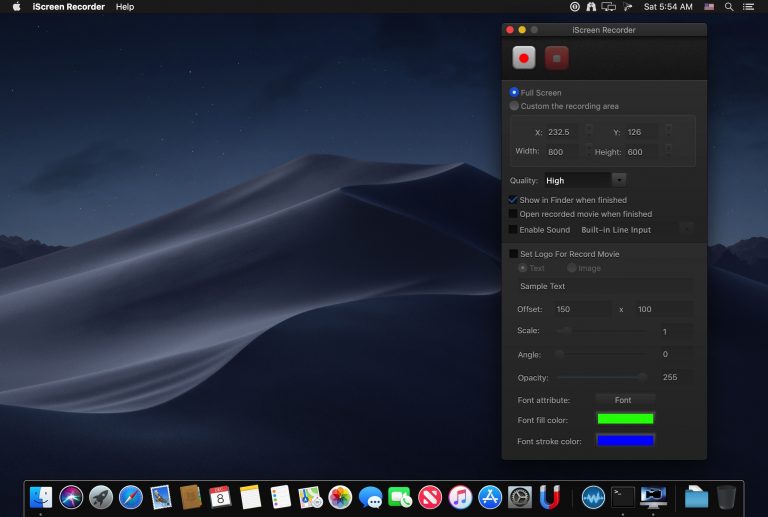 iScreen Recorder Help
Sat 5:54 AM
iScreen Recorder
Full Screen
Custom the recording area
X: 232.5 Y: 126
Width: 800 Height: 600
Quality: High
Show in Finder when finished
Open recorded movie when finished
Enable Sound Built-in Line Input
Set Logo For Record Movie
Text Image
Sample Text
Offset: 150 x 100
Scale: 1
Angle: 0
Opacity: 255
Font attribute: Font
Font fill color:
Font stroke color:
DEC
8